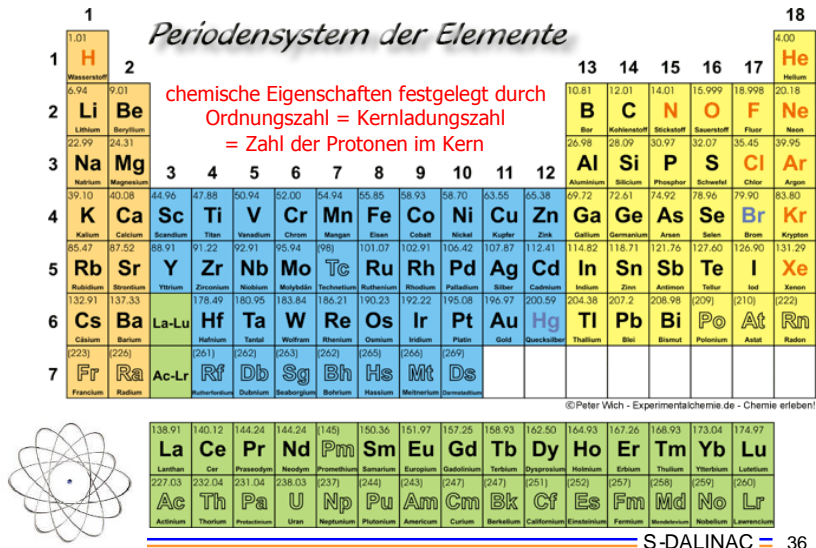 1 18
Periodensystem der Elemente
1.01 4.00
1 H He
Wasserstoff Helium
2 13 14 15 16 17
6.94 9.01 10.81 12.01 14.01 15.999 18.998 20.18
2 Li Be B C N O F Ne
Lithium Beryllium Bor Kohlenstoff Stickstoff Sauerstoff Fluor Neon
chemische Eigenschaften festgelegt durch
Ordnungszahl = Kernladungszahl
= Zahl der Protonen im Kern
22.99 24.31 26.98 28.09 30.97 32.07 35.45 39.95
3 Na Mg Al Si P S Cl Ar
Natrium Magnesium Aluminium Silicium Phosphor Schwefel Chlor Argon
3 4 5 6 7 8 9 10 11 12
39.10 40.08 44.96 47.88 50.94 52.00 54.94 55.85 58.93 58.70 63.55 65.38 69.72 72.61 74.92 78.96 79.90 83.80
4 K Ca Sc Ti V Cr Mn Fe Co Ni Cu Zn Ga Ge As Se Br Kr
Kalium Calcium Scandium Titan Vanadium Chrom Mangan Eisen Cobalt Nickel Kupfer Zink Gallium Germanium Arsen Selen Brom Krypton
85.47 87.52 88.91 91.22 92.91 95.94 (98) 101.07 102.91 106.42 107.87 112.41 114.82 118.71 121.76 127.60 126.90 131.29
5 Rb Sr Y Zr Nb Mo Tc Ru Rh Pd Ag Cd In Sn Sb Te I Xe
Rubidium Strontium Yttrium Zirconium Niobium Molybdän Technetium Ruthenium Rhodium Palladium Silber Cadmium Indium Zinn Antimon Tellur Iod Xenon
132.91 137.33 178.49 180.95 183.84 186.21 190.23 192.22 195.08 196.97 200.59 204.38 207.2 208.98 (209) (210) (222)
6 Cs Ba La-Lu Hf Ta W Re Os Ir Pt Au Hg Tl Pb Bi Po At Rn
Cäsium Barium Hafnium Tantal Wolfram Rhenium Osmium Iridium Platin Gold Quecksilber Thallium Blei Bismut Polonium Astat Radon
(223) (226) (261) (262) (263) (262) (265) (266) (269)
7 Fr Ra Ac-Lr Rf Db Sg Bh Hs Mt Ds
Francium Radium Rutherfordium Dubnium Seaborgium Bohrium Hassium Meitnerium Darmstadtium
©Peter Wich - Experimentalchemie.de - Chemie erleben!
138.91 140.12 144.24 144.24 (145) 150.36 151.97 157.25 158.93 162.50 164.93 167.26 168.93 173.04 174.97
La Ce Pr Nd Pm Sm Eu Gd Tb Dy Ho Er Tm Yb Lu
Lanthan Cer Praseodym Neodym Promethium Samarium Europium Gadolinium Terbium Dysprosium Holmium Erbium Thulium Ytterbium Lutetium
227.03 232.04 231.04 238.03 (237) (244) (243) (247) (247) (251) (252) (257) (258) (259) (260)
Ac Th Pa U Np Pu Am Cm Bk Cf Es Fm Md No Lr
Actinium Thorium Protactinium Uran Neptunium Plutonium Americum Curium Berkelium Californium Einsteinium Fermium Mendelevium Nobelium Lawrencium
S-DALINAC 36